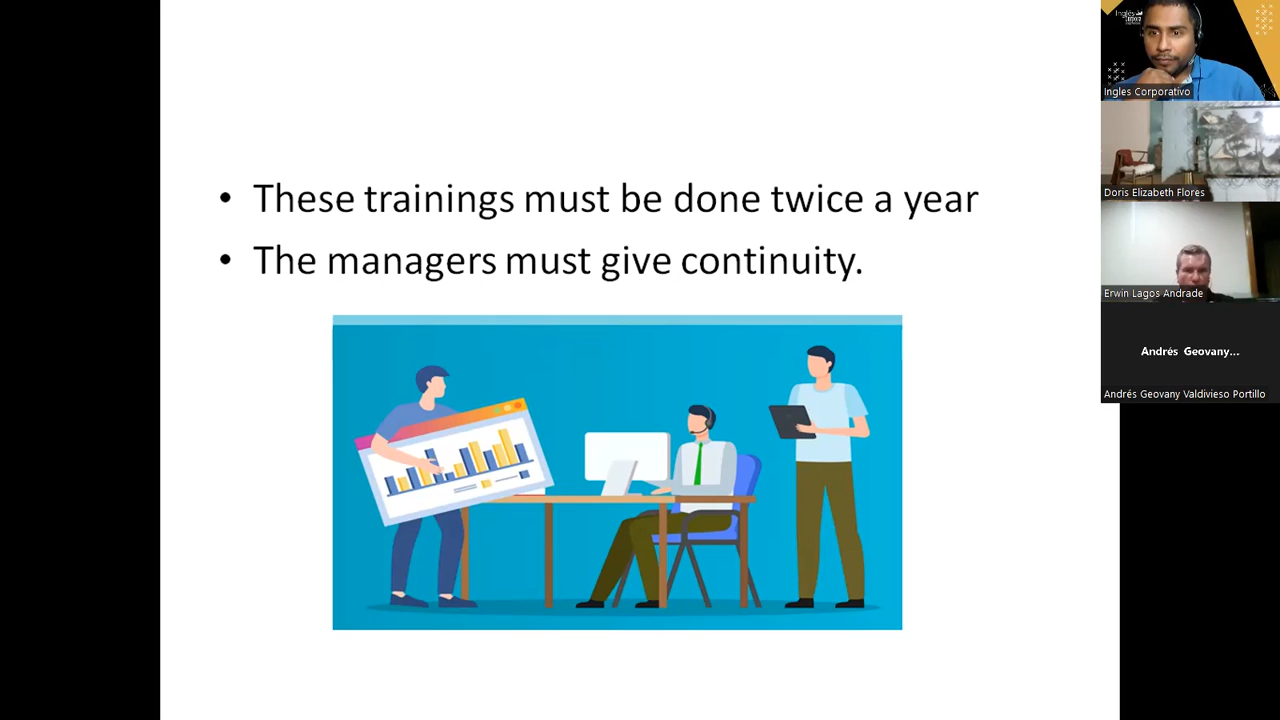 • These trainings must be done twice a year
• The managers must give continuity.
Inglés
Ingles Corporativo
Doris Elizabeth Flores
Erwin Lagos Andrade
Andrés Geovany...
Andrés Geovany Valdivieso Portillo